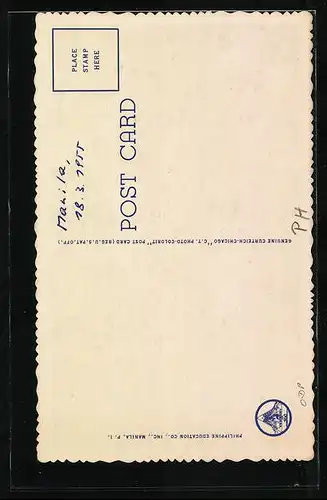 PLACE
STAMP
HERE
POST CARD
Manila,
18. 3. 1955
GENUINE CURTEICH-CHICAGO "C.T. PHOTO-COLORIT" POST CARD (REG. U.S. PAT. OFF.)
PHILIPPINE EDUCATION CO., INC., MANILA, P. I.
PH